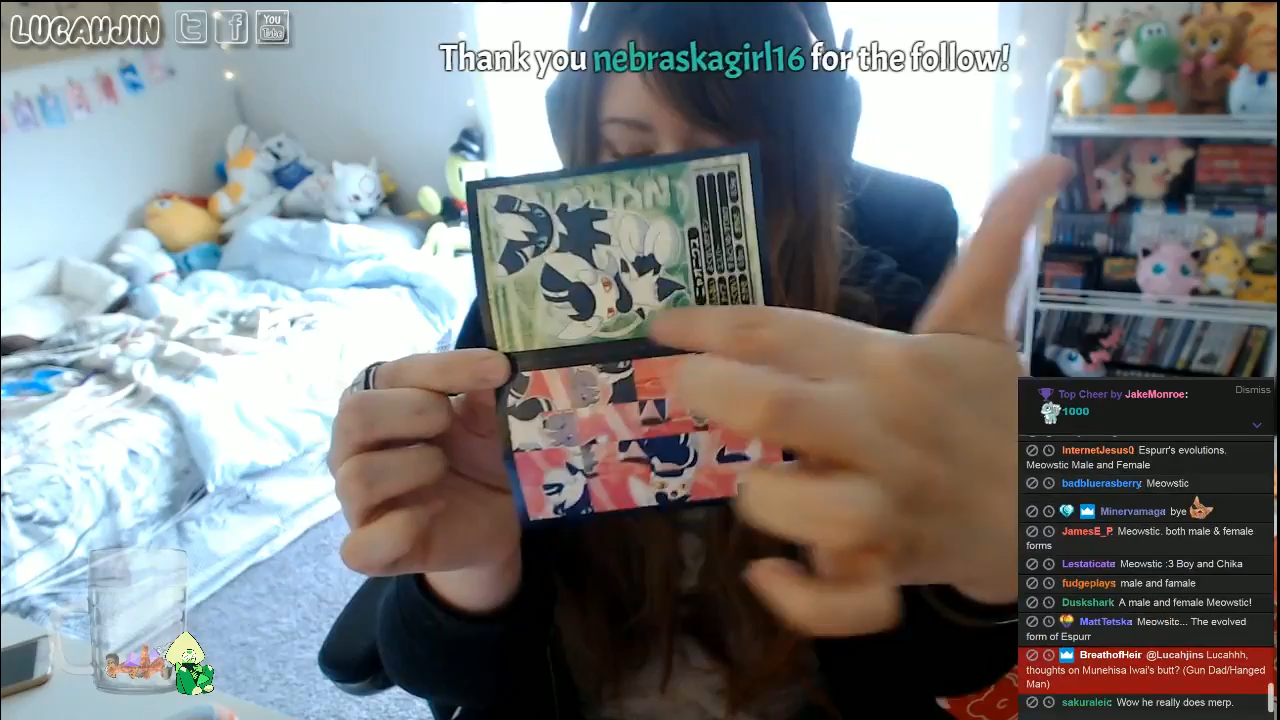 LUCAHJIN
You
Tube
Thank you nebraskagirl16 for the follow!
Top Cheer by JakeMonroe:
Dismiss
1000
InternetJesus0: Espurr's evolutions.
Meowstic Male and Female
badbluerasberry: Meowstic
Minervamaga: bye
JamesE_P: Meowstic. both male & female
forms
Lestaticate: Meowstic :3 Boy and Chika
fudgeplays: male and famale
Duskshark: A male and female Meowstic!
MattTetska: Meowsitc... The evolved
form of Espurr
BreathofHeir: @Lucahjins Lucahhh,
thoughts on Munehisa Iwai's butt? (Gun Dad/Hanged
Man)
sakuraleic: Wow he really does merp.